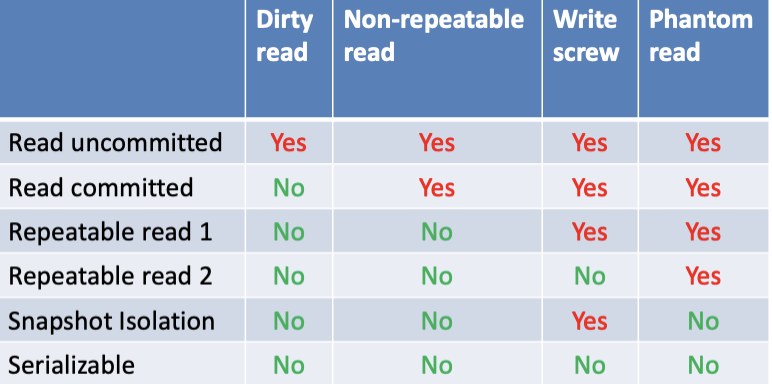 Dirty read Non-repeatable read Write screw Phantom read
Read uncommitted Yes Yes Yes Yes
Read committed No Yes Yes Yes
Repeatable read 1 No No Yes Yes
Repeatable read 2 No No No Yes
Snapshot Isolation No No Yes No
Serializable No No No No